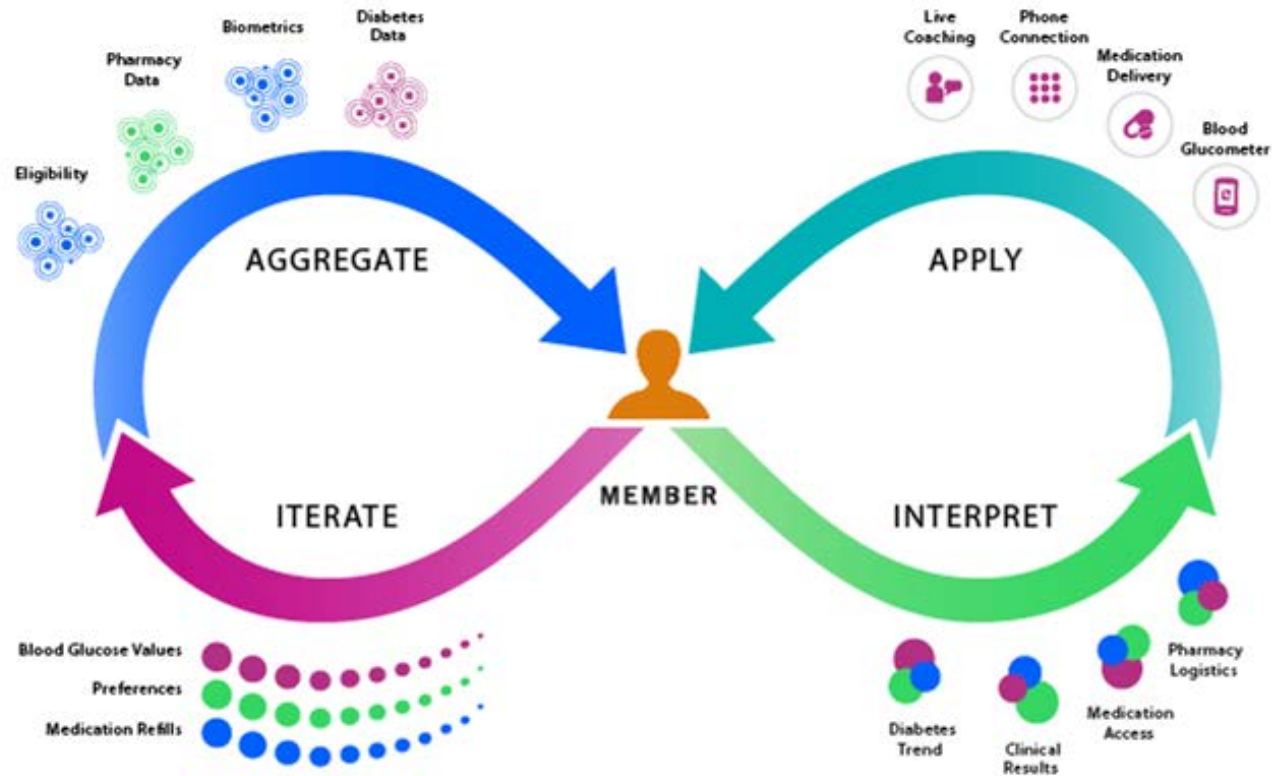 Eligibility
Pharmacy
Data
Biometrics
Diabetes
Data
AGGREGATE
Live
Coaching
Phone
Connection
Medication
Delivery
Blood
Glucometer
APPLY
MEMBER
ITERATE
Blood Glucose Values
Preferences
Medication Refills
INTERPRET
Diabetes
Trend
Clinical
Results
Medication
Access
Pharmacy
Logistics